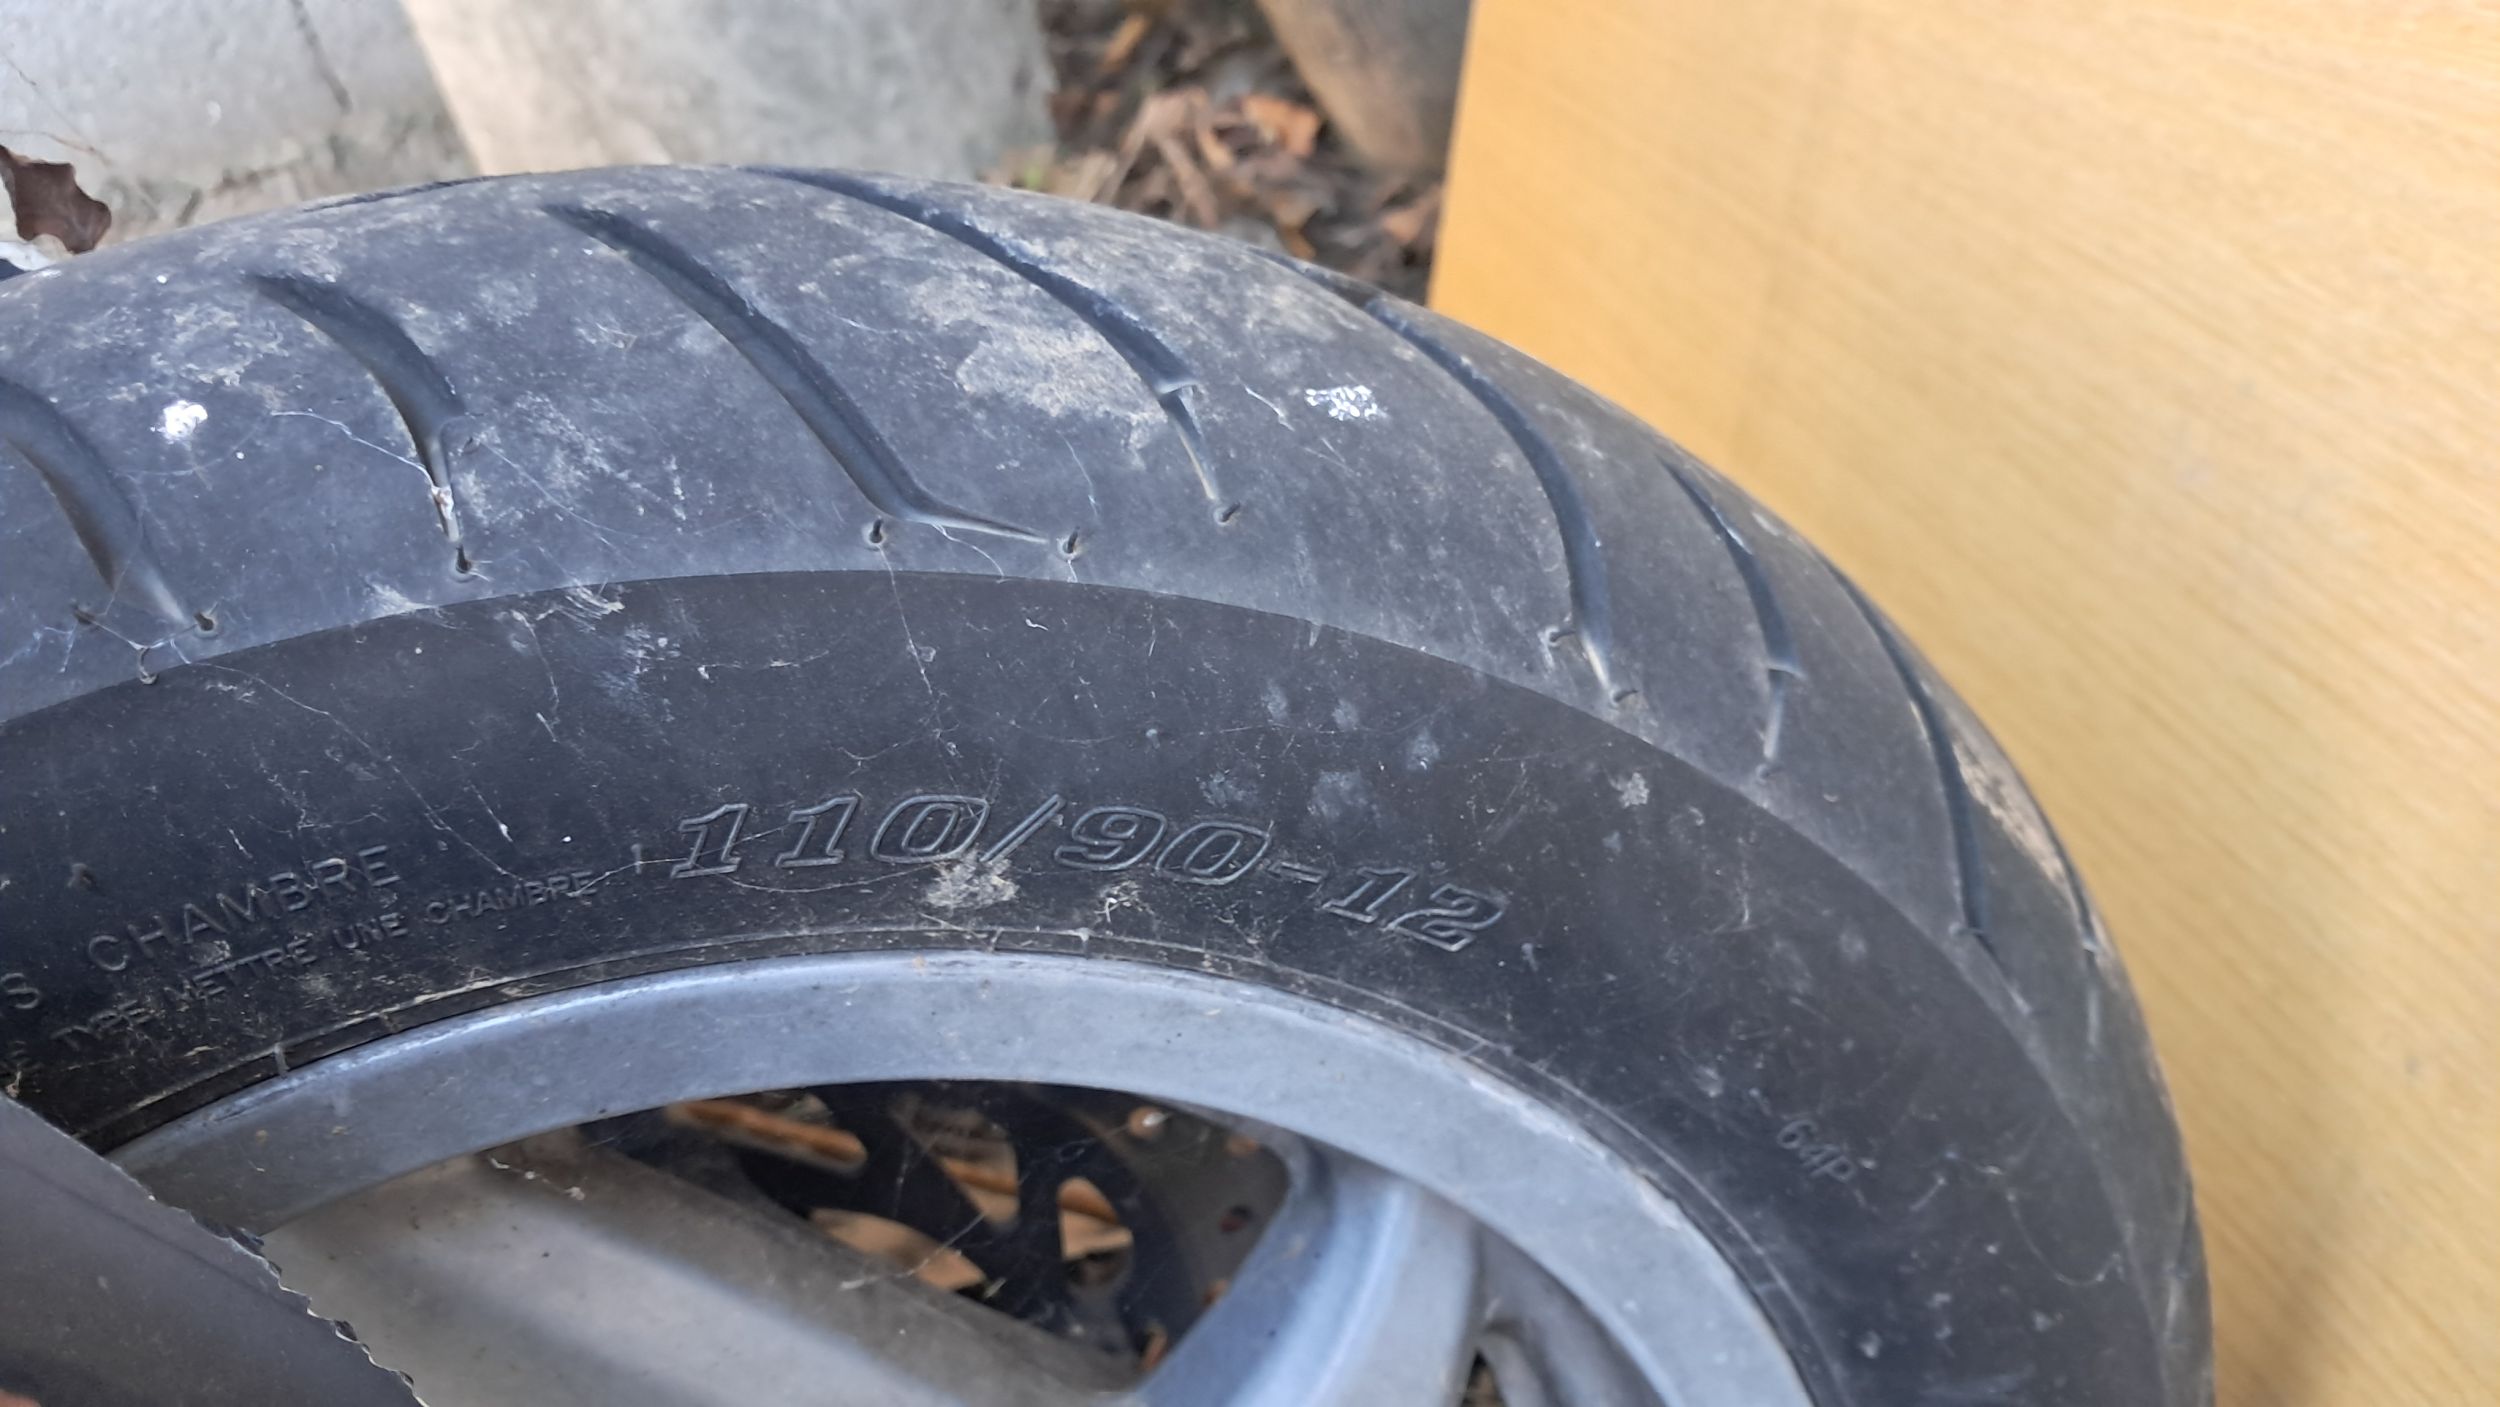 S CHAMBRE
TYPE METTRE UNE CHAMBRE
110/90-12
64P